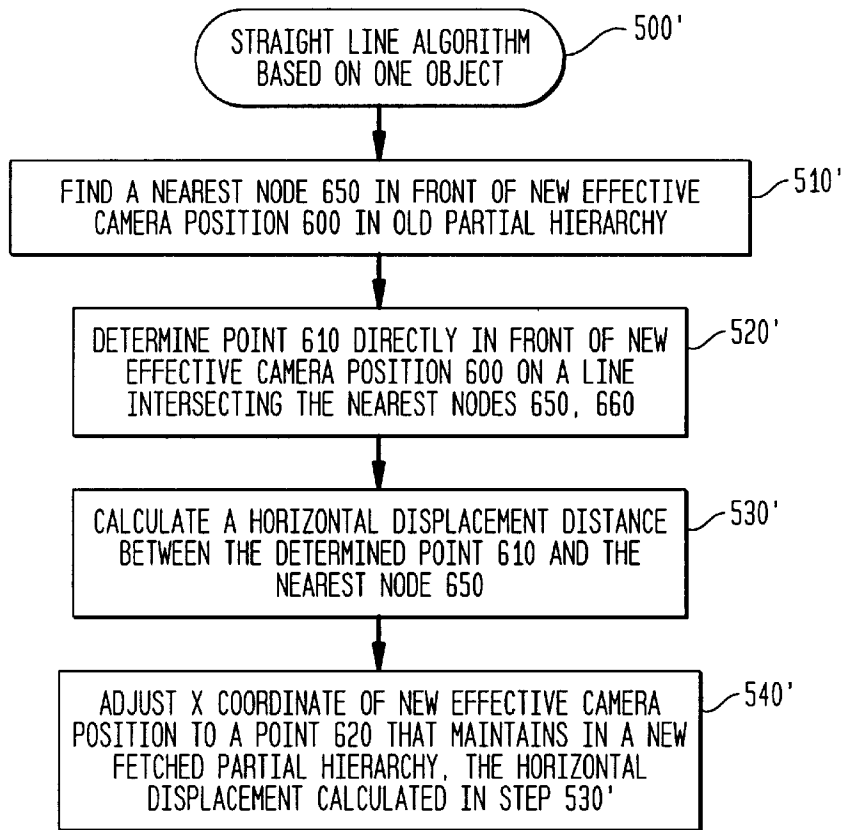 STRAIGHT LINE ALGORITHM
BASED ON ONE OBJECT
500'
FIND A NEAREST NODE 650 IN FRONT OF NEW EFFECTIVE
CAMERA POSITION 600 IN OLD PARTIAL HIERARCHY
510'
DETERMINE POINT 610 DIRECTLY IN FRONT OF NEW
EFFECTIVE CAMERA POSITION 600 ON A LINE
INTERSECTING THE NEAREST NODES 650, 660
520'
CALCULATE A HORIZONTAL DISPLACEMENT DISTANCE
BETWEEN THE DETERMINED POINT 610 AND THE
NEAREST NODE 650
530'
ADJUST X COORDINATE OF NEW EFFECTIVE CAMERA
POSITION TO A POINT 620 THAT MAINTAINS IN A NEW
FETCHED PARTIAL HIERARCHY, THE HORIZONTAL
DISPLACEMENT CALCULATED IN STEP 530'
540'